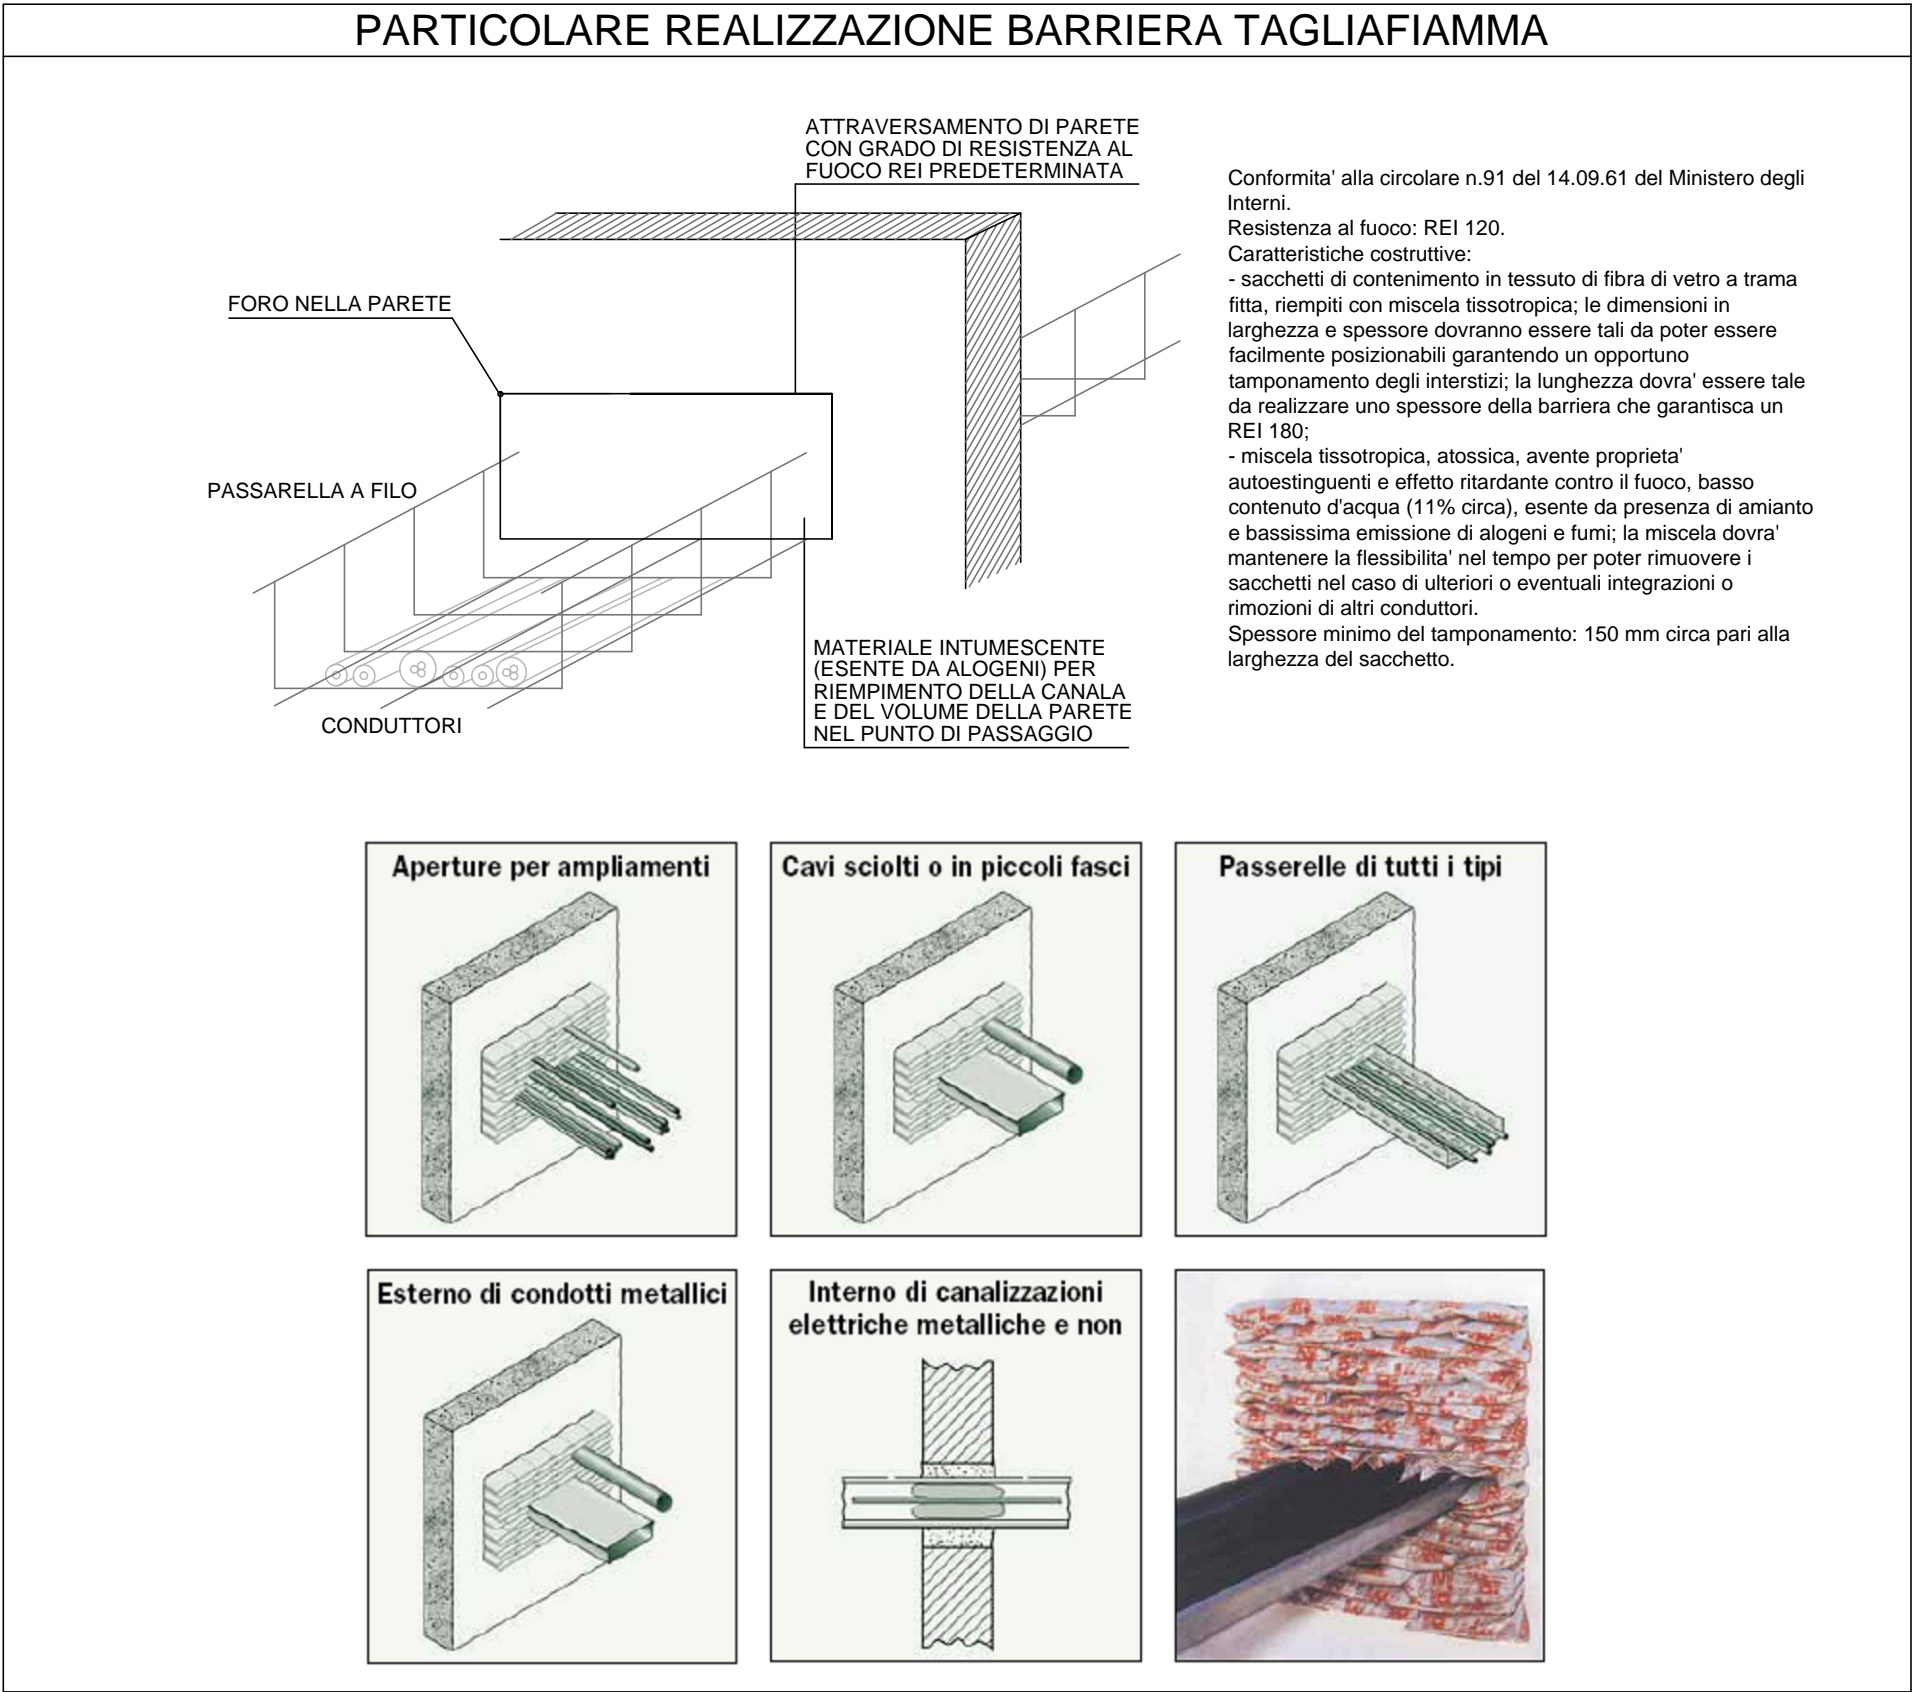 PARTICOLARE REALIZZAZIONE BARRIERA TAGLIAFIAMMA
ATTRAVERSAMENTO DI PARETE
CON GRADO DI RESISTENZA AL
FUOCO REI PREDETERMINATA
FORO NELLA PARETE
PASSARELLA A FILO
CONDUTTORI
MATERIALE INTUMESCENTE
(ESENTE DA ALOGENI) PER
RIEMPIMENTO DELLA CANALA
E DEL VOLUME DELLA PARETE
NEL PUNTO DI PASSAGGIO
Conformita' alla circolare n.91 del 14.09.61 del Ministero degli
Interni.
Resistenza al fuoco: REI 120.
Caratteristiche costruttive:
- sacchetti di contenimento in tessuto di fibra di vetro a trama
fitta, riempiti con miscela tissotropica; le dimensioni in
larghezza e spessore dovranno essere tali da poter essere
facilmente posizionabili garantendo un opportuno
tamponamento degli interstizi; la lunghezza dovra' essere tale
da realizzare uno spessore della barriera che garantisca un
REI 180;
- miscela tissotropica, atossica, avente proprieta'
autoestinguenti e effetto ritardante contro il fuoco, basso
contenuto d'acqua (11% circa), esente da presenza di amianto
e bassissima emissione di alogeni e fumi; la miscela dovra'
mantenere la flessibilita' nel tempo per poter rimuovere i
sacchetti nel caso di ulteriori o eventuali integrazioni o
rimozioni di altri conduttori.
Spessore minimo del tamponamento: 150 mm circa pari alla
larghezza del sacchetto.
Aperture per ampliamenti
Cavi sciolti o in piccoli fasci
Passerelle di tutti i tipi
Esterno di condotti metallici
Interno di canalizzazioni
elettriche metalliche e non